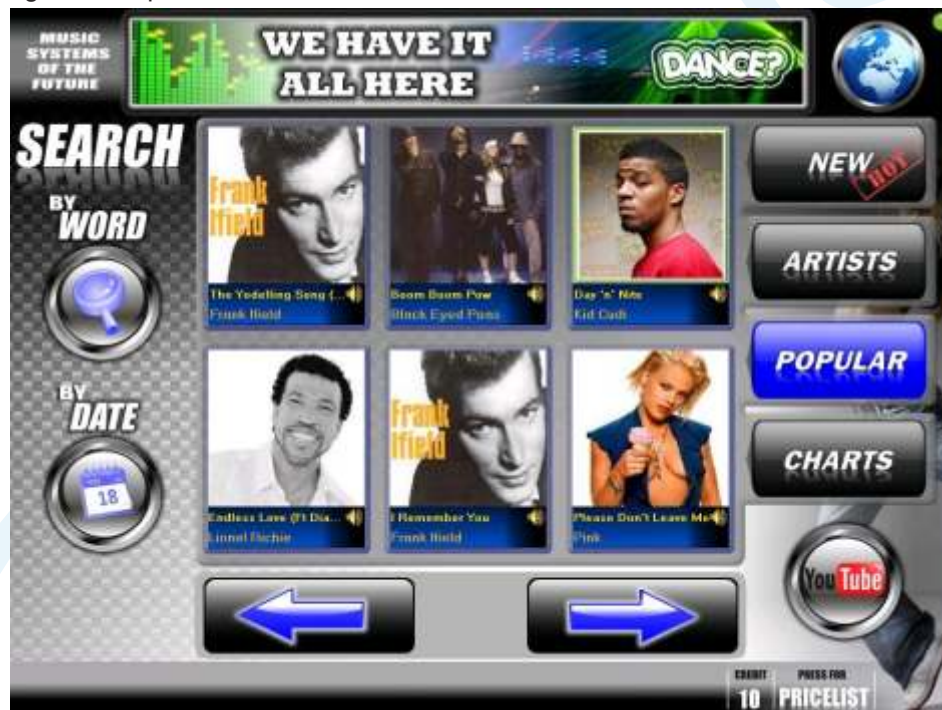 MUSIC
SYSTEMS
OF THE
FUTURE
WE HAVE IT
ALL HERE
DANCE?
SEARCH
BY
WORD
BY
DATE
18
Frank
Ifield
The Yodelling Song (...
Frank Ifield
Boom Boom Pow
Black Eyed Peas
Day 'n' Nite
Kid Cudi
Endless Love (Ft Dia...
Lionel Richie
Frank
Ifield
I Remember You
Frank Ifield
Please Don't Leave Me
Pink
NEW
HOT
ARTISTS
POPULAR
CHARTS
YouTube
CREDIT
10
PRESS FOR
PRICELIST